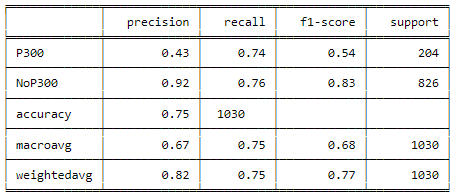 precision recall f1-score support
P300 0.43 0.74 0.54 204
NoP300 0.92 0.76 0.83 826
accuracy 0.75 1030
macroavg 0.67 0.75 0.68 1030
weightedavg 0.82 0.75 0.77 1030